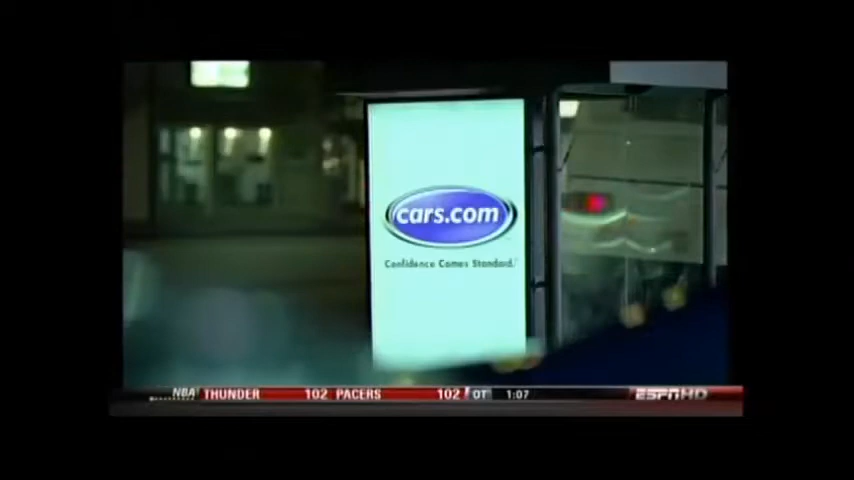 cars.com
Confidence Comes Standard.
NBA THUNDER 102 PACERS 102 OT 1:07 ESPNHD